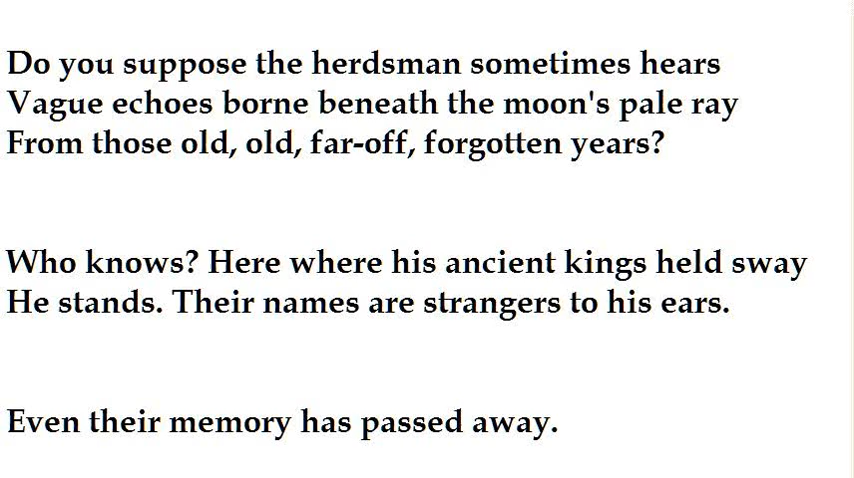 Do you suppose the herdsman sometimes hears
Vague echoes borne beneath the moon's pale ray
From those old, old, far-off, forgotten years?
Who knows? Here where his ancient kings held sway
He stands. Their names are strangers to his ears.
Even their memory has passed away.